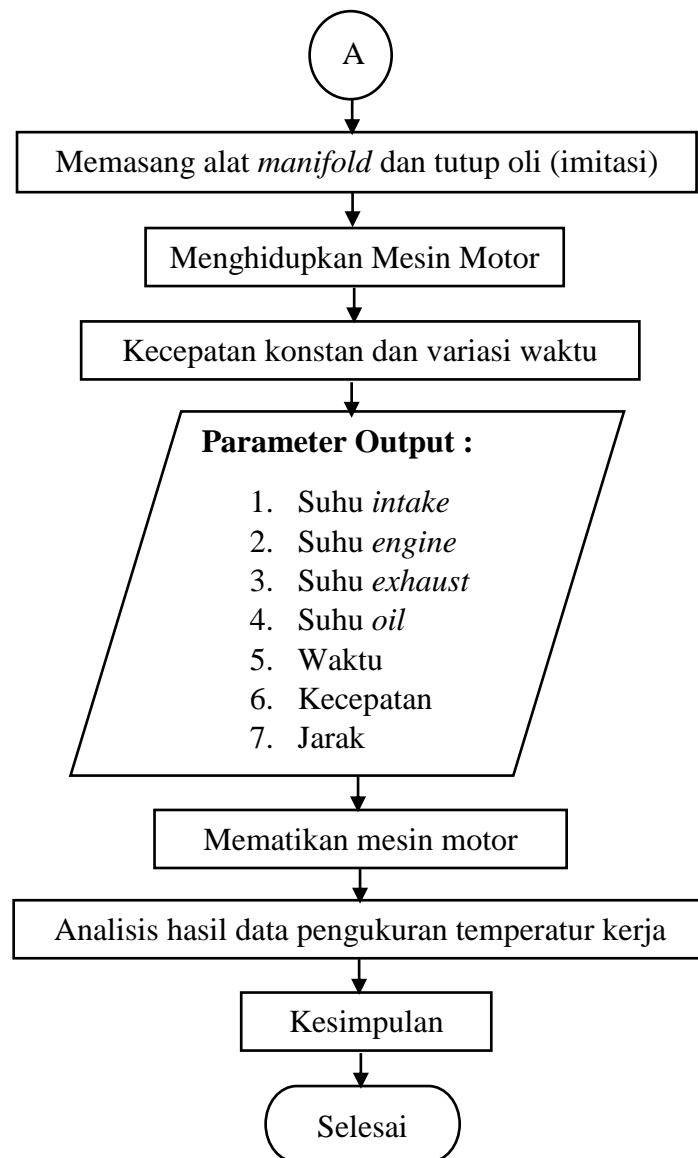 A
Memasang alat manifold dan tutup oli (imitasi)
Menghidupkan Mesin Motor
Kecepatan konstan dan variasi waktu
Parameter Output :
1. Suhu intake
2. Suhu engine
3. Suhu exhaust
4. Suhu oil
5. Waktu
6. Kecepatan
7. Jarak
Mematikan mesin motor
Analisis hasil data pengukuran temperatur kerja
Kesimpulan
Selesai